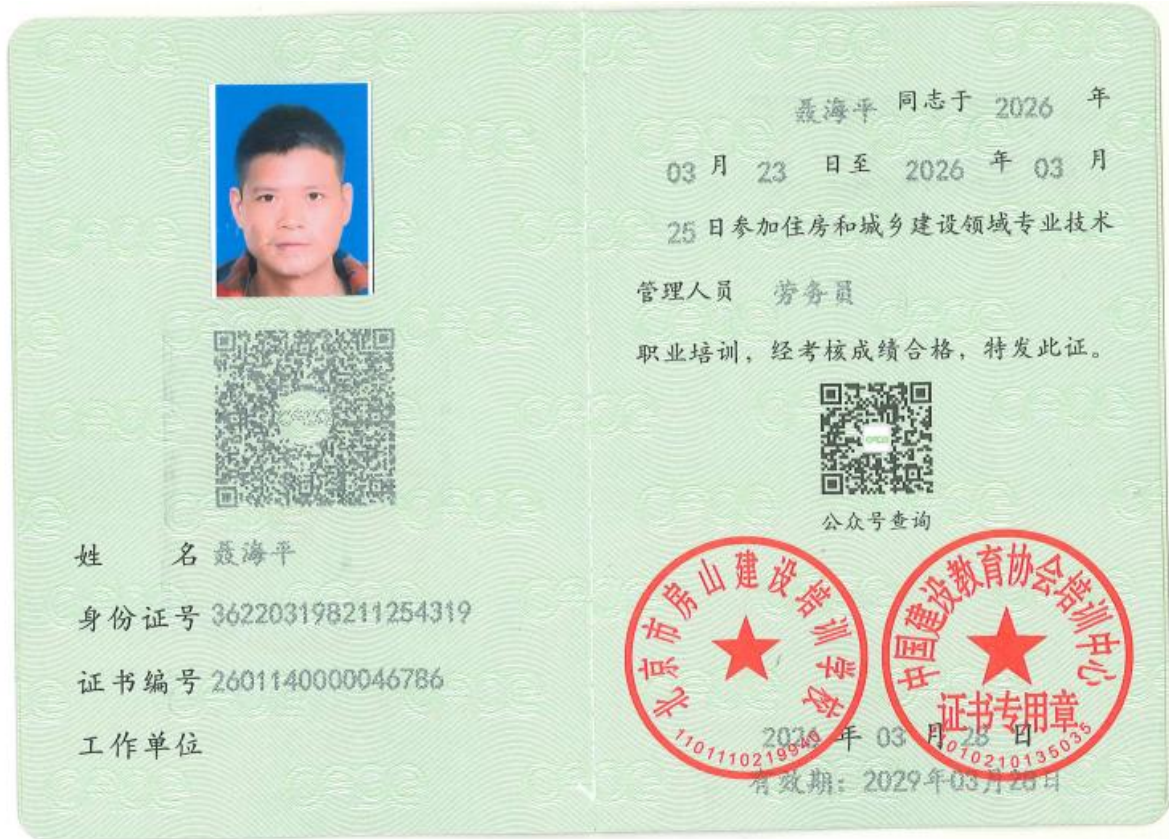 姓 名 聂海平
身份证号 362203198211254319
证书编号 2601140000046786
工作单位
聂海平 同志于 2026 年
03 月 23 日至 2026 年 03 月
25 日参加住房和城乡建设领域专业技术
管理人员 劳务员
职业培训，经考核成绩合格，特发此证。
公众号查询
北京市房山建设培训学校
中国建设教育协会培训中心
证书专用章
2026 年 03 月 28 日
有效期：2029年03月28日